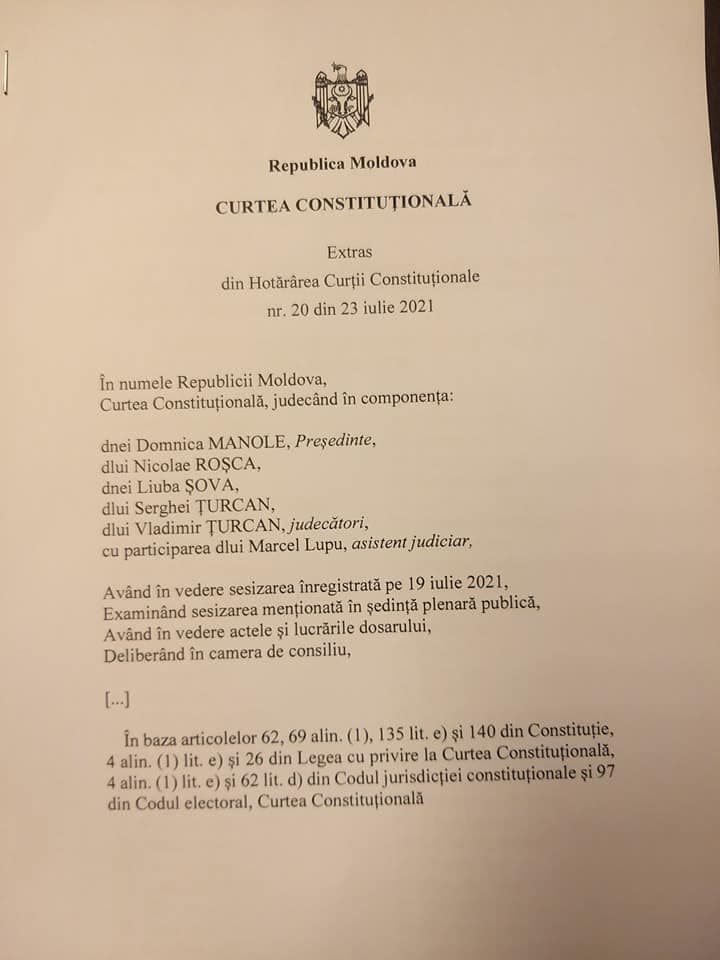 Republica Moldova
CURTEA CONSTITUȚIONALĂ
Extras
din Hotărârea Curții Constituționale
nr. 20 din 23 iulie 2021
În numele Republicii Moldova,
Curtea Constituțională, judecând în componența:
dnei Domnica MANOLE, Președinte,
dlui Nicolae ROȘCA,
dnei Liuba ȘOVA,
dlui Serghei ȚURCAN,
dlui Vladimir ȚURCAN, judecători,
cu participarea dlui Marcel Lupu, asistent judiciar,
Având în vedere sesizarea înregistrată pe 19 iulie 2021,
Examinând sesizarea menționată în ședință plenară publică,
Având în vedere actele și lucrările dosarului,
Deliberând în camera de consiliu,
[...]
În baza articolelor 62, 69 alin. (1), 135 lit. e) și 140 din Constituție,
4 alin. (1) lit. e) și 26 din Legea cu privire la Curtea Constituțională,
4 alin. (1) lit. e) și 62 lit. d) din Codul jurisdicției constituționale și 97
din Codul electoral, Curtea Constituțională